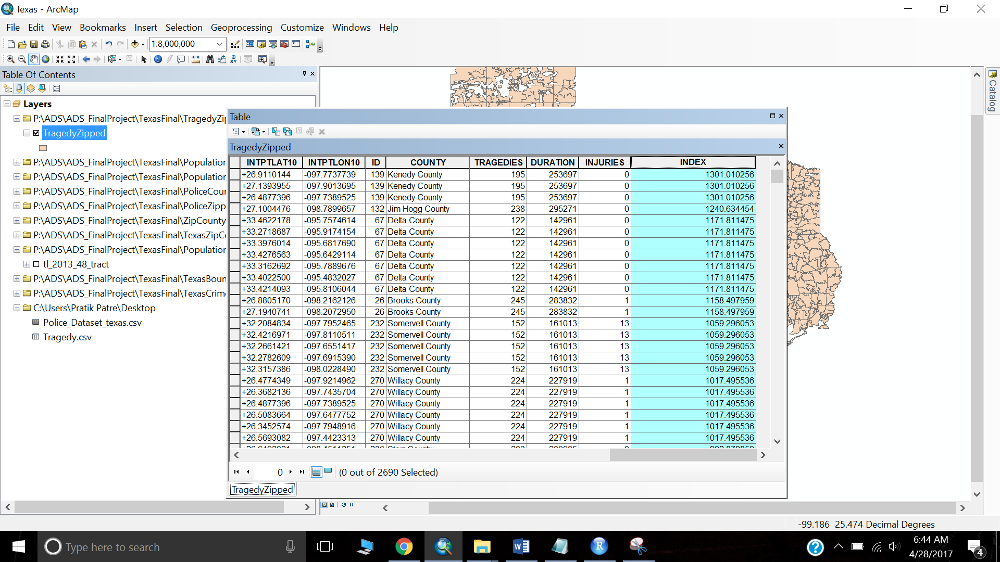 Texas - ArcMap
File Edit View Bookmarks Insert Selection Geoprocessing Customize Windows Help
1:8,000,000
Table Of Contents
Layers
P:\ADS\ADS_FinalProject\TexasFinal\TragedyZip
TragedyZipped
P:\ADS\ADS_FinalProject\TexasFinal\Population
P:\ADS\ADS_FinalProject\TexasFinal\Population
P:\ADS\ADS_FinalProject\TexasFinal\PoliceCour
P:\ADS\ADS_FinalProject\TexasFinal\PoliceZipp
P:\ADS\ADS_FinalProject\TexasFinal\ZipCounty
P:\ADS\ADS_FinalProject\TexasFinal\TexasZipCo
P:\ADS\ADS_FinalProject\TexasFinal\Population
tl_2013_48_tract
P:\ADS\ADS_FinalProject\TexasFinal\TexasBoun
P:\ADS\ADS_FinalProject\TexasFinal\TexasCrime
C:\Users\Pratik Patre\Desktop
Police_Dataset_texas.csv
Tragedy.csv
Table
TragedyZipped
INTPTLAT10 INTPTLON10 ID COUNTY TRAGEDIES DURATION INJURIES INDEX
+26.9110144 -097.7737739 139 Kenedy County 195 253697 0 1301.010256
+27.1393955 -097.9013695 139 Kenedy County 195 253697 0 1301.010256
+26.4877396 -097.7389525 139 Kenedy County 195 253697 0 1301.010256
+27.1004476 -098.7899657 132 Jim Hogg County 238 295271 0 1240.634454
+33.4622178 -095.7574614 67 Delta County 122 142961 0 1171.811475
+33.2718687 -095.9174154 67 Delta County 122 142961 0 1171.811475
+33.3976014 -095.6817690 67 Delta County 122 142961 0 1171.811475
+33.4276563 -095.6429114 67 Delta County 122 142961 0 1171.811475
+33.3162692 -095.7889676 67 Delta County 122 142961 0 1171.811475
+33.4022500 -095.4832027 67 Delta County 122 142961 0 1171.811475
+33.4214093 -095.8106044 67 Delta County 122 142961 0 1171.811475
+26.8805170 -098.2162126 26 Brooks County 245 283832 1 1158.497959
+27.1940741 -098.2072950 26 Brooks County 245 283832 1 1158.497959
+32.2084834 -097.7952465 232 Somervell County 152 161013 13 1059.296053
+32.4216971 -097.8110511 232 Somervell County 152 161013 13 1059.296053
+32.2661421 -097.6551417 232 Somervell County 152 161013 13 1059.296053
+32.2782609 -097.6915390 232 Somervell County 152 161013 13 1059.296053
+32.3157386 -098.0228490 232 Somervell County 152 161013 13 1059.296053
+26.4774349 -097.9214962 270 Willacy County 224 227919 1 1017.495536
+26.3682136 -097.7435704 270 Willacy County 224 227919 1 1017.495536
+26.4877396 -097.7389525 270 Willacy County 224 227919 1 1017.495536
+26.5083664 -097.6477752 270 Willacy County 224 227919 1 1017.495536
+26.3452574 -097.7948916 270 Willacy County 224 227919 1 1017.495536
+26.5693082 -097.4423313 270 Willacy County 224 227919 1 1017.495536
0 (0 out of 2690 Selected)
TragedyZipped
Catalog
-99.186 25.474 Decimal Degrees
Type here to search
6:44 AM
4/28/2017
4